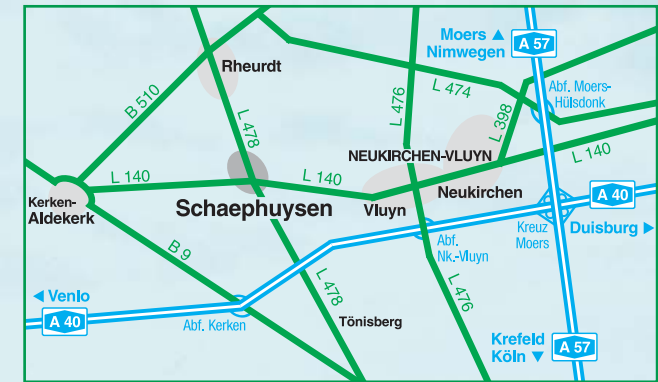 Moers ▲
Nimwegen
A 57
Rheurdt
B 510
L 478
L 476
L 474
Abf. Moers-
Hülsdonk
L 398
NEUKIRCHEN-VLUYN
L 140
L 140
L 140
Kerken-
Aldekerk
Schaephuysen
Vluyn
Neukirchen
A 40
Kreuz
Moers
Duisburg ▶
B 9
Abf.
Nk.-Vluyn
◀ Venlo
A 40
Abf. Kerken
L 478
Tönisberg
L 476
Krefeld
Köln ▼
A 57